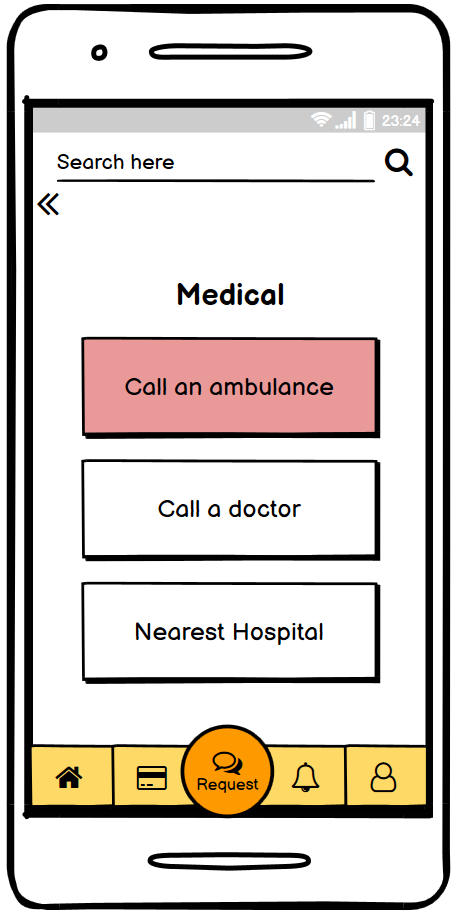 23:24
Search here
Medical
Call an ambulance
Call a doctor
Nearest Hospital
Request